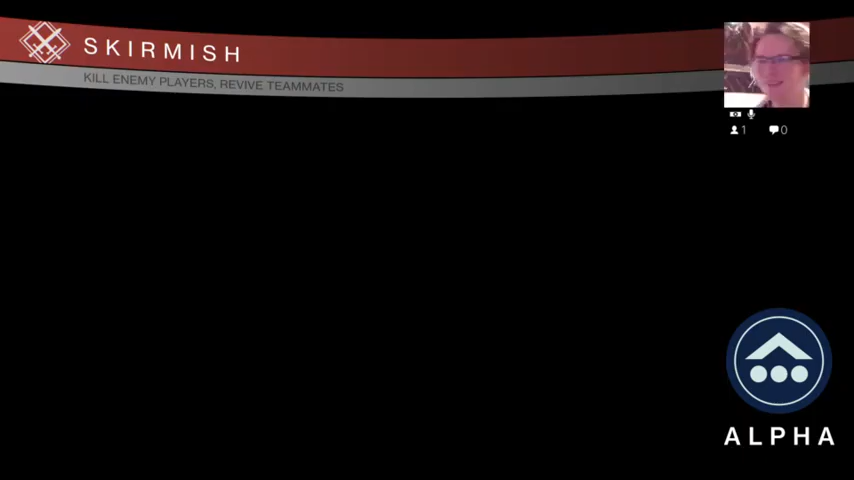 SKIRMISH
KILL ENEMY PLAYERS, REVIVE TEAMMATES
1 0
ALPHA